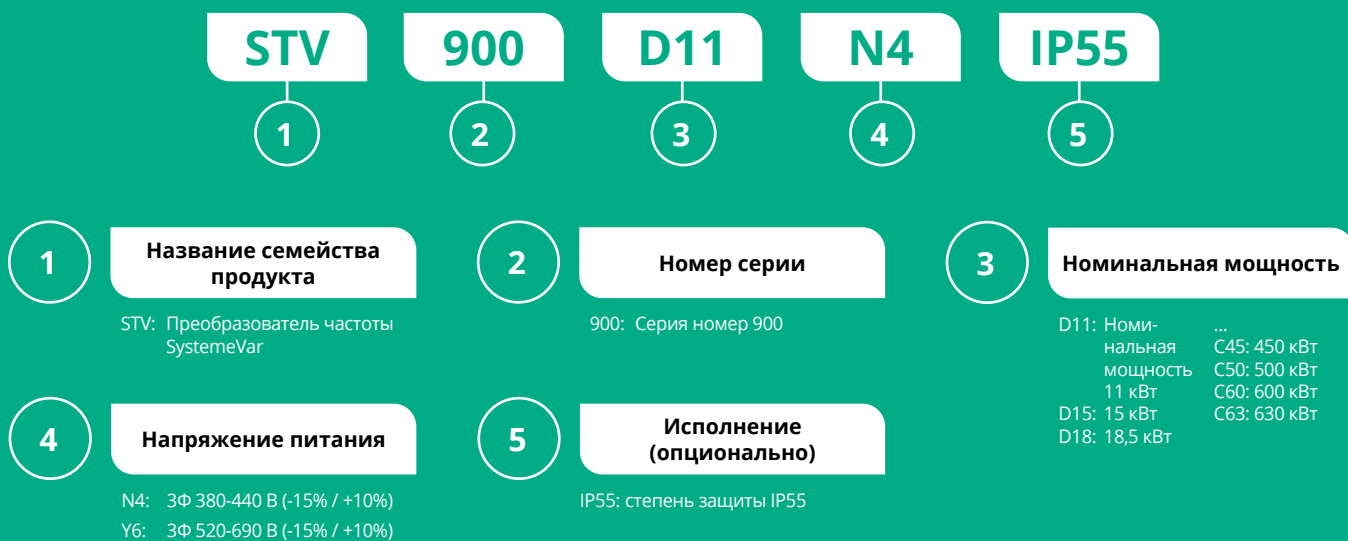 STV 900 D11 N4 IP55
1 2 3 4 5
1
Название семейства
продукта
STV: Преобразователь частоты
SystemeVar
2
Номер серии
900: Серия номер 900
3
Номинальная мощность
D11: Номи-
нальная
мощность
11 кВт
D15: 15 кВт
D18: 18,5 кВт
...
C45: 450 кВт
C50: 500 кВт
C60: 600 кВт
C63: 630 кВт
4
Напряжение питания
N4: 3Ф 380-440 В (-15% / +10%)
Y6: 3Ф 520-690 В (-15% / +10%)
5
Исполнение
(опционально)
IP55: степень защиты IP55